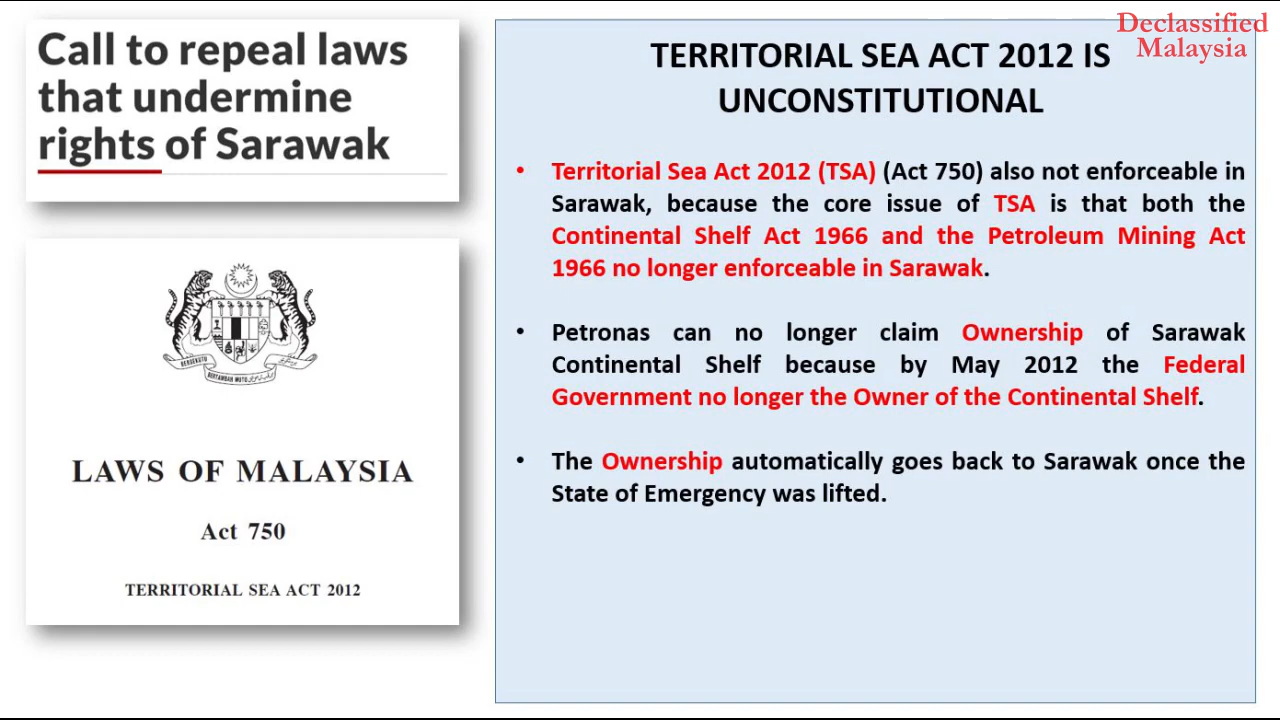 Call to repeal laws
that undermine
rights of Sarawak
LAWS OF MALAYSIA
Act 750
TERRITORIAL SEA ACT 2012
Declassified
Malaysia
TERRITORIAL SEA ACT 2012 IS
UNCONSTITUTIONAL
• Territorial Sea Act 2012 (TSA) (Act 750) also not enforceable in
Sarawak, because the core issue of TSA is that both the
Continental Shelf Act 1966 and the Petroleum Mining Act
1966 no longer enforceable in Sarawak.
• Petronas can no longer claim Ownership of Sarawak
Continental Shelf because by May 2012 the Federal
Government no longer the Owner of the Continental Shelf.
• The Ownership automatically goes back to Sarawak once the
State of Emergency was lifted.